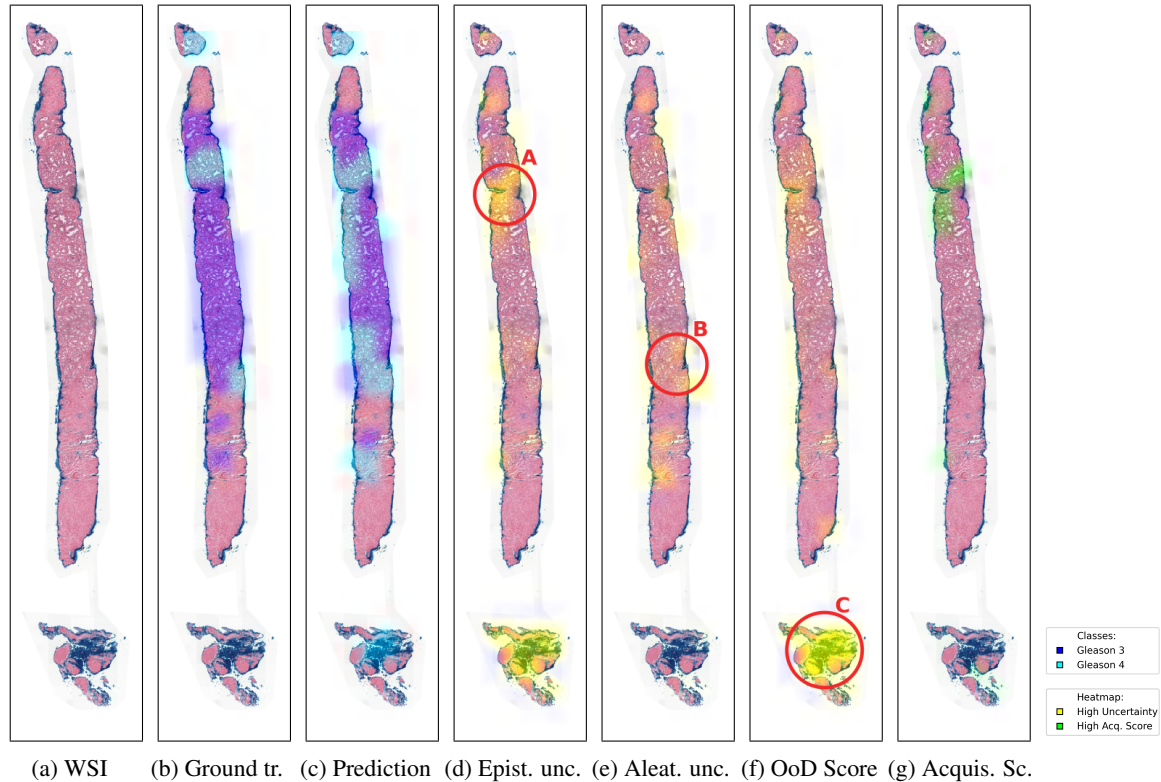 A
B
C
Classes:
Gleason 3
Gleason 4
Heatmap:
High Uncertainty
High Acq. Score
(a) WSI (b) Ground tr. (c) Prediction (d) Epist. unc. (e) Aleat. unc. (f) OoD Score (g) Acquis. Sc.